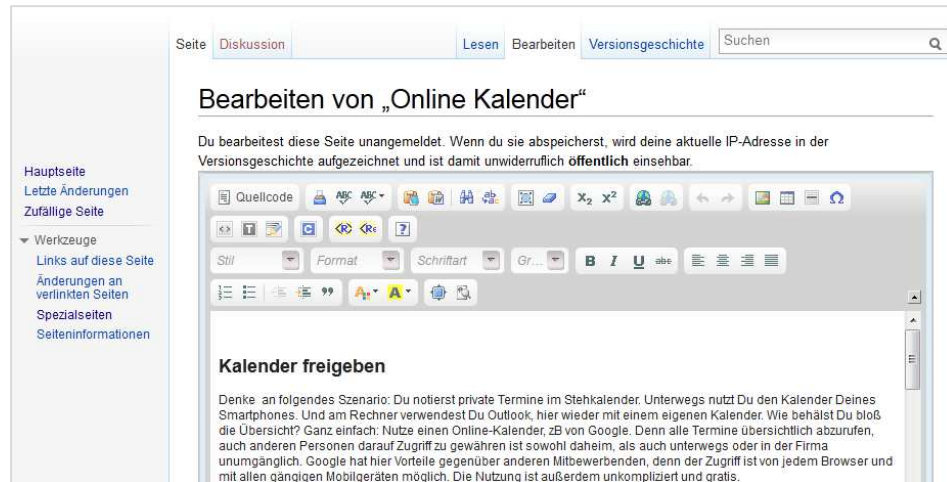 Seite Diskussion Lesen Bearbeiten Versionsgeschichte Suchen
Bearbeiten von „Online Kalender“
Du bearbeitest diese Seite unangemeldet. Wenn du sie abspeicherst, wird deine aktuelle IP-Adresse in der
Versionsgeschichte aufgezeichnet und ist damit unwiderruflich öffentlich einsehbar.
Hauptseite
Letzte Änderungen
Zufällige Seite
Werkzeuge
Links auf diese Seite
Änderungen an
verlinkten Seiten
Spezialseiten
Seiteninformationen
Quellcode
Stil Format Schriftart Gr...
Kalender freigeben
Denke an folgendes Szenario: Du notierst private Termine im Stehkalender. Unterwegs nutzt Du den Kalender Deines
Smartphones. Und am Rechner verwendest Du Outlook, hier wieder mit einem eigenen Kalender. Wie behälst Du bloß
die Übersicht? Ganz einfach: Nutze einen Online-Kalender, zB von Google. Denn alle Termine übersichtlich abzurufen,
auch anderen Personen darauf Zugriff zu gewähren ist sowohl daheim, als auch unterwegs oder in der Firma
unumgänglich. Google hat hier Vorteile gegenüber anderen Mitbewerbenden, denn der Zugriff ist von jedem Browser und
mit allen gängigen Mobilgeräten möglich. Die Nutzung ist außerdem unkompliziert und gratis.